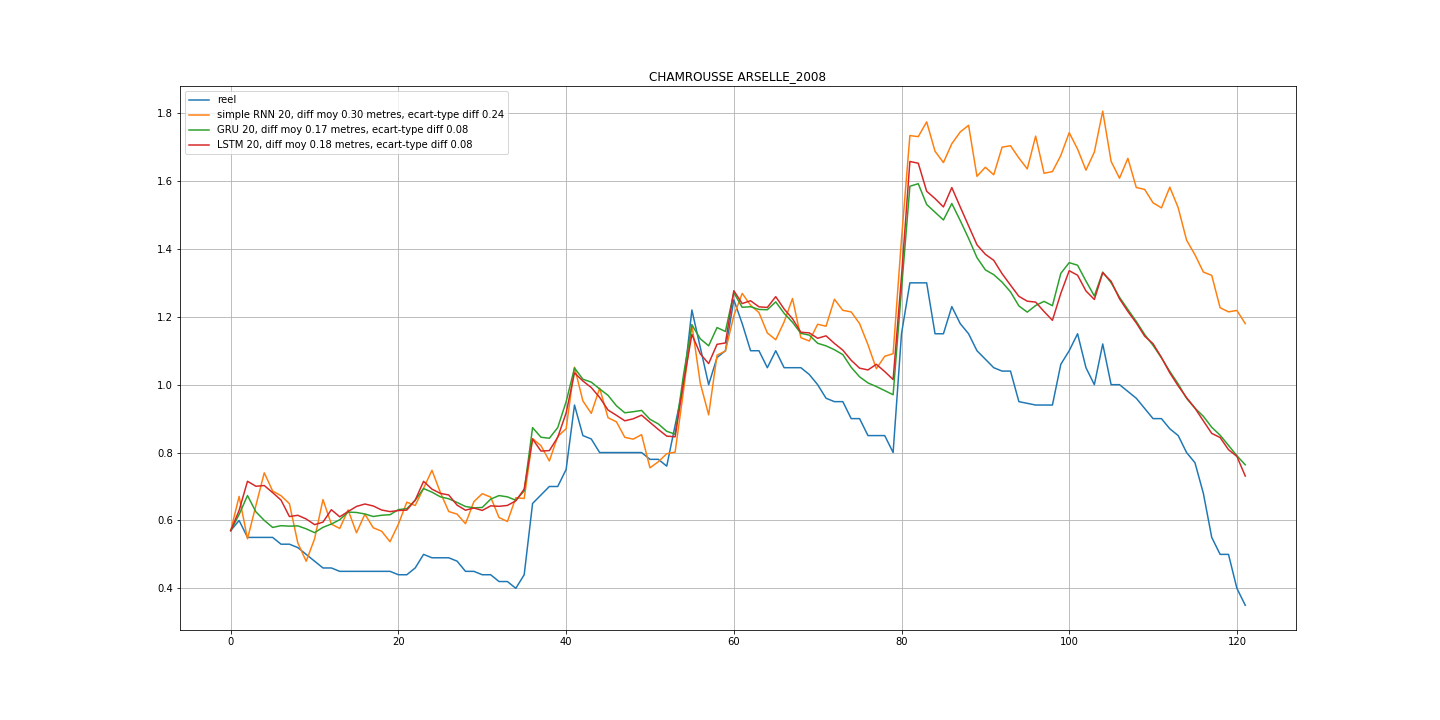 CHAMROUSSE ARSELLE_2008
reel
simple RNN 20, diff moy 0.30 metres, ecart-type diff 0.24
GRU 20, diff moy 0.17 metres, ecart-type diff 0.08
LSTM 20, diff moy 0.18 metres, ecart-type diff 0.08
1.8
1.6
1.4
1.2
1.0
0.8
0.6
0.4
0 20 40 60 80 100 120